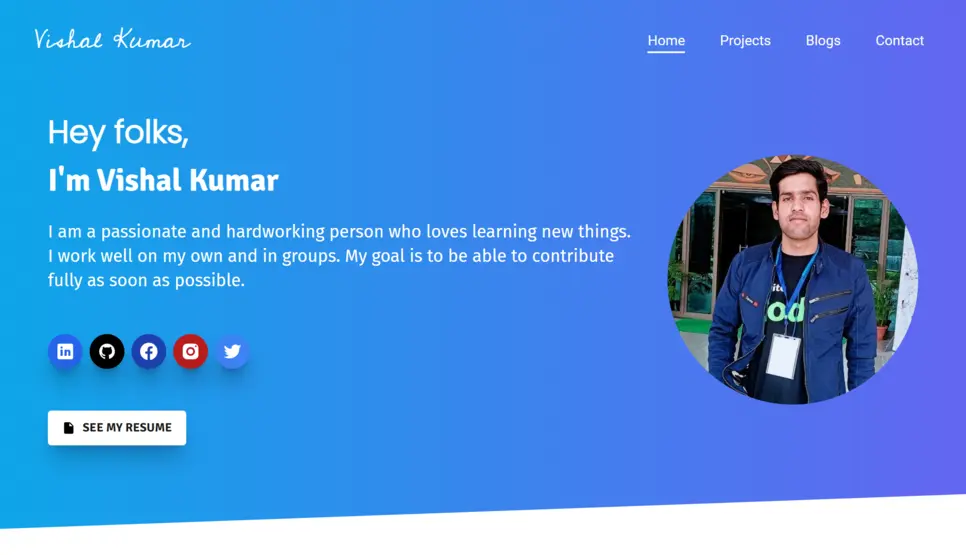 Vishal Kumar
Home Projects Blogs Contact
Hey folks,
I'm Vishal Kumar
I am a passionate and hardworking person who loves learning new things.
I work well on my own and in groups. My goal is to be able to contribute
fully as soon as possible.
in
SEE MY RESUME